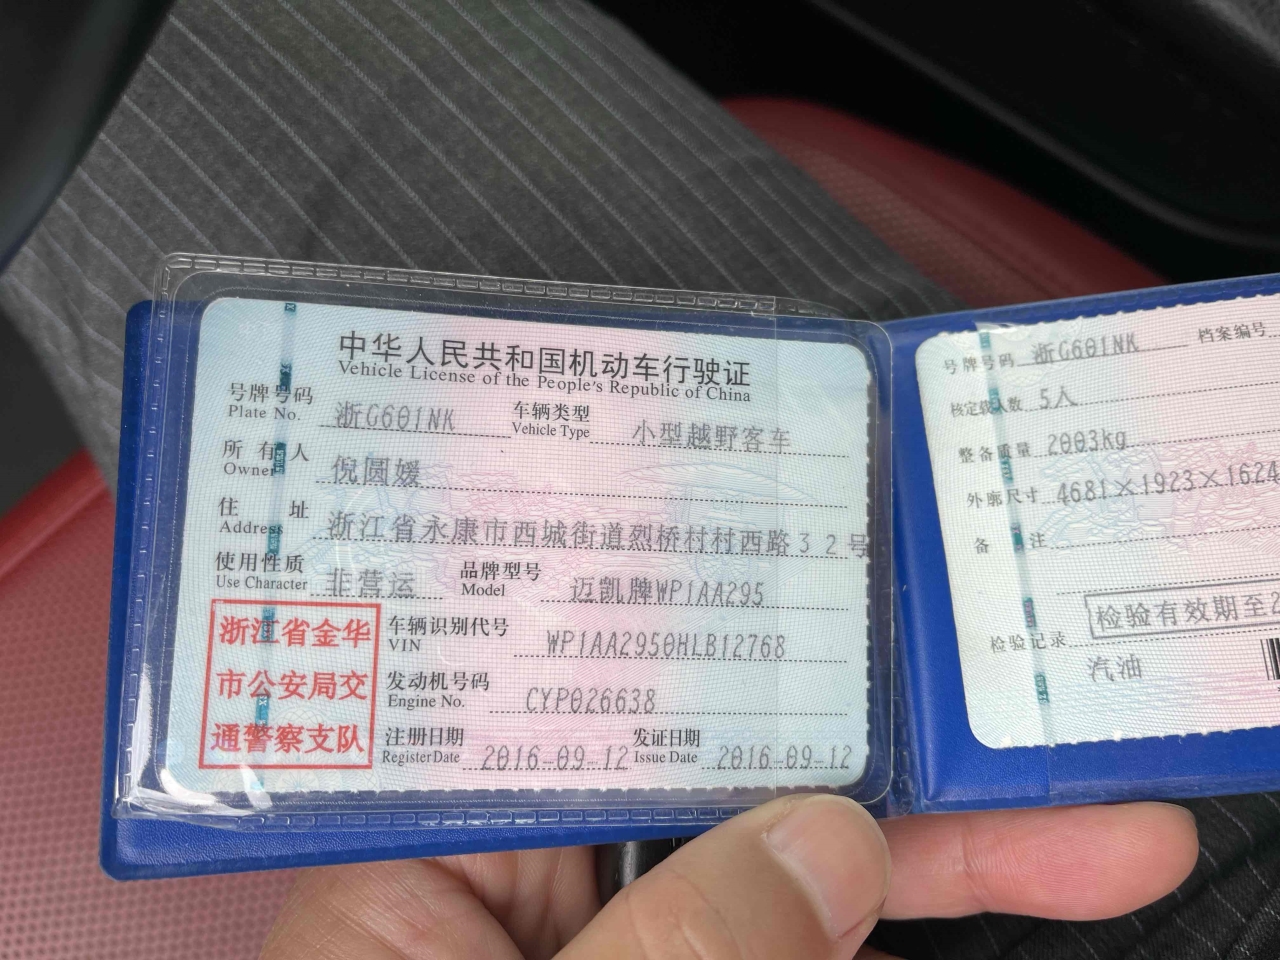 中华人民共和国机动车行驶证
Vehicle License of the People's Republic of China
号牌号码 浙G601NK 车辆类型 小型越野客车
Plate No. Vehicle Type
所有人 倪圆媛
Owner
住址 浙江省永康市西城街道烈桥村村西路32号
Address
使用性质 非营运 品牌型号 迈凯牌WP1AA295
Use Character Model
浙江省金华
市公安局交
通警察支队
车辆识别代号 WP1AA2950HLB12768
VIN
发动机号码 CYP026638
Engine No.
注册日期 2016-09-12 发证日期 2016-09-12
Register Date Issue Date
号牌号码 浙G601NK 档案编号
核定载人数 5人
整备质量 2003kg
外廓尺寸 4681×1923×1624
备注
检验有效期至2
检验记录
汽油